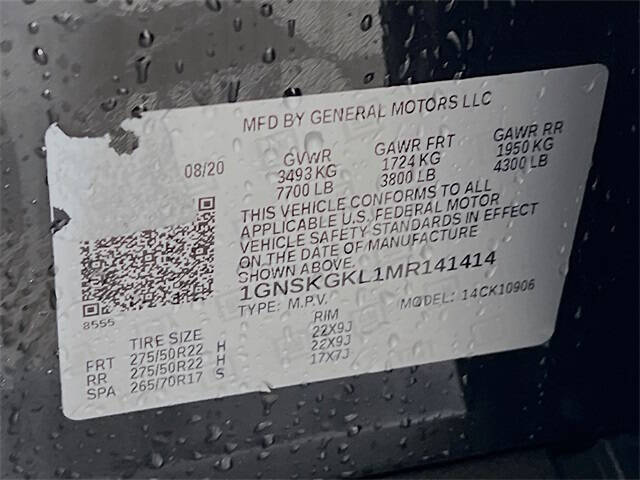 MFD BY GENERAL MOTORS LLC
08/20
GVWR GAWR FRT GAWR RR
3493 KG 1724 KG 1950 KG
7700 LB 3800 LB 4300 LB
THIS VEHICLE CONFORMS TO ALL
APPLICABLE U.S. FEDERAL MOTOR
VEHICLE SAFETY STANDARDS IN EFFECT
ON THE DATE OF MANUFACTURE
SHOWN ABOVE.
1GNSKGKL1MR141414
TYPE: M.P.V. MODEL: 14CK10906
8555
TIRE SIZE RIM
FRT 275/50R22 H 22X9J
RR 275/50R22 H 22X9J
SPA 265/70R17 S 17X7J